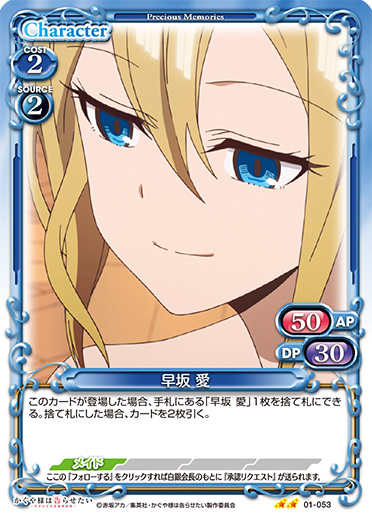 Precious Memories
Character
COST
2
SOURCE
2
50 AP
DP 30
早坂 愛
このカードが登場した場合、手札にある「早坂 愛」1枚を捨て札にでき
る。捨て札にした場合、カードを2枚引く。
メイド
ここの『フォローする』をクリックすれば白銀会長のもとに『承認リクエスト』が送られます。
かぐや様は告らせたい
©赤坂アカ/集英社・かぐや様は告らせたい製作委員会
01-053